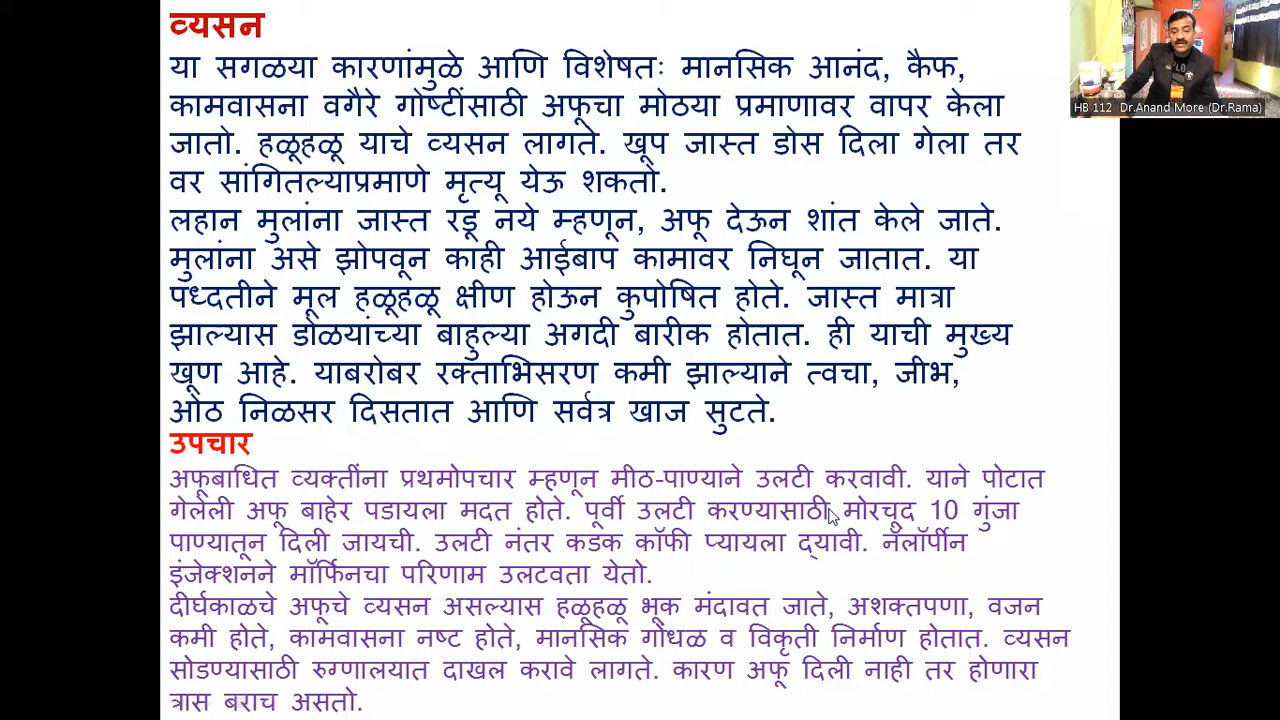 व्यसन
या सगळया कारणांमुळे आणि विशेषतः मानसिक आनंद, कैफ,
कामवासना वगैरे गोष्टींसाठी अफूचा मोठया प्रमाणावर वापर केला
जातो. हळूहळू याचे व्यसन लागते. खूप जास्त डोस दिला गेला तर
वर सांगितल्याप्रमाणे मृत्यू येऊ शकतो.
लहान मुलांना जास्त रडू नये म्हणून, अफू देऊन शांत केले जाते.
मुलांना असे झोपवून काही आईबाप कामावर निघून जातात. या
पध्दतीने मूल हळूहळू क्षीण होऊन कुपोषित होते. जास्त मात्रा
झाल्यास डोळयांच्या बाहुल्या अगदी बारीक होतात. ही याची मुख्य
खूण आहे. याबरोबर रक्ताभिसरण कमी झाल्याने त्वचा, जीभ,
ओठ निळसर दिसतात आणि सर्वत्र खाज सुटते.
उपचार
अफूबाधित व्यक्तींना प्रथमोपचार म्हणून मीठ-पाण्याने उलटी करवावी. याने पोटात
गेलेली अफू बाहेर पडायला मदत होते. पूर्वी उलटी करण्यासाठी मोरचूद 10 गुंजा
पाण्यातून दिली जायची. उलटी नंतर कडक कॉफी प्यायला द्यावी. नॅलॉर्पीन
इंजेक्शनने मॉर्फिनचा परिणाम उलटवता येतो.
दीर्घकाळचे अफूचे व्यसन असल्यास हळूहळू भूक मंदावत जाते, अशक्तपणा, वजन
कमी होते, कामवासना नष्ट होते, मानसिक गोंधळ व विकृती निर्माण होतात. व्यसन
सोडण्यासाठी रुग्णालयात दाखल करावे लागते. कारण अफू दिली नाही तर होणारा
त्रास बराच असतो.
HB 112 Dr.Anand More (Dr.Rama)